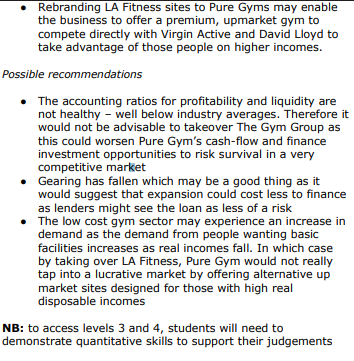 ● Rebranding LA Fitness sites to Pure Gyms may enable
the business to offer a premium, upmarket gym to
compete directly with Virgin Active and David Lloyd to
take advantage of those people on higher incomes.
Possible recommendations
● The accounting ratios for profitability and liquidity are
not healthy – well below industry averages. Therefore it
would not be advisable to takeover The Gym Group as
this could worsen Pure Gym's cash-flow and finance
investment opportunities to risk survival in a very
competitive market
● Gearing has fallen which may be a good thing as it
would suggest that expansion could cost less to finance
as lenders might see the loan as less of a risk
● The low cost gym sector may experience an increase in
demand as the demand from people wanting basic
facilities increases as real incomes fall. In which case
by taking over LA Fitness, Pure Gym would not really
tap into a lucrative market by offering alternative up
market sites designed for those with high real
disposable incomes
NB: to access levels 3 and 4, students will need to
demonstrate quantitative skills to support their judgements